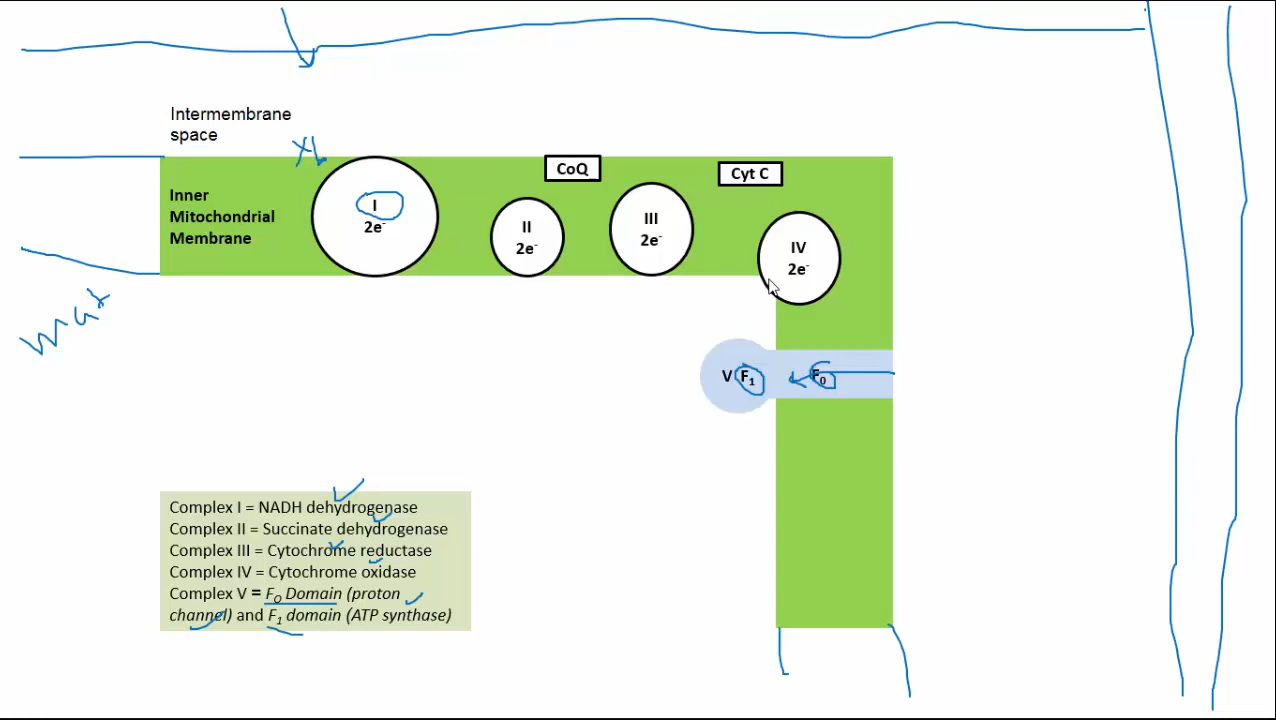 Intermembrane
space
CoQ
Cyt C
Inner
Mitochondrial
Membrane
I
2e⁻
II
2e⁻
III
2e⁻
IV
2e⁻
V F₁
F₀
Complex I = NADH dehydrogenase
Complex II = Succinate dehydrogenase
Complex III = Cytochrome reductase
Complex IV = Cytochrome oxidase
Complex V = F₀ Domain (proton
channel) and F₁ domain (ATP synthase)